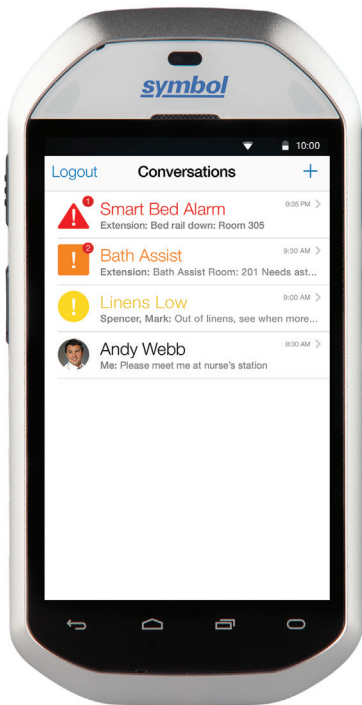 symbol
10:00
Logout Conversations +
1
Smart Bed Alarm 9:35 PM
Extension: Bed rail down: Room 305
2
Bath Assist 9:30 AM
Extension: Bath Assist Room: 201 Needs ast...
Linens Low 9:00 AM
Spencer, Mark: Out of linens, see when more...
Andy Webb 8:30 AM
Me: Please meet me at nurse's station